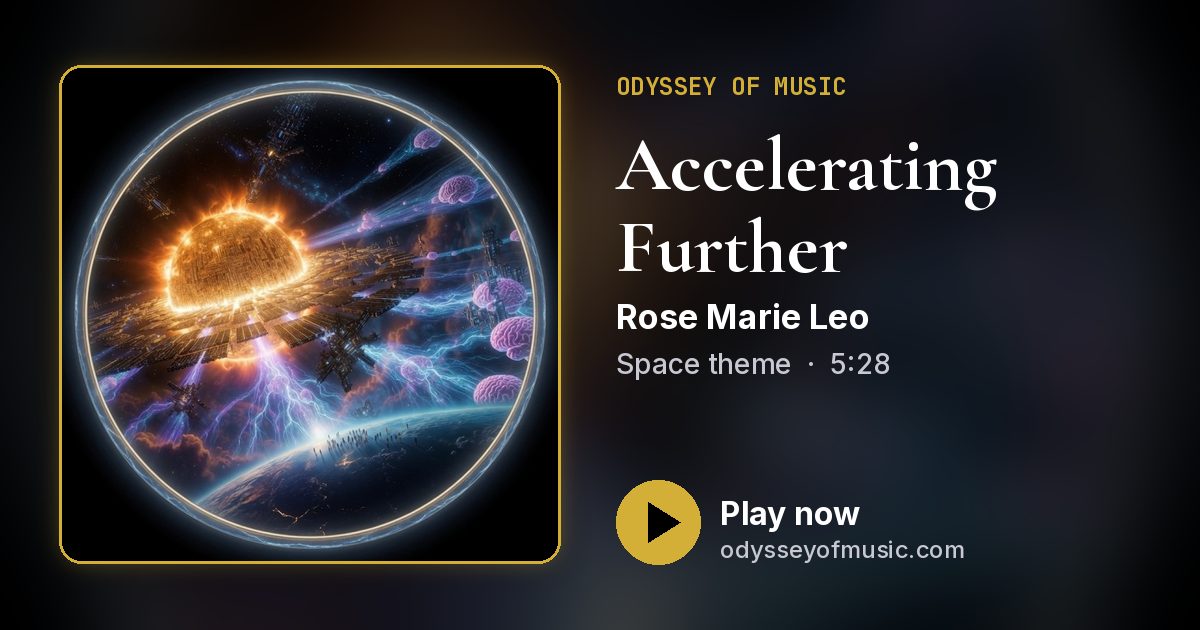 ODYSSEY OF MUSIC
Accelerating
Further
Rose Marie Leo
Space theme · 5:28
Play now
odysseyofmusic.com